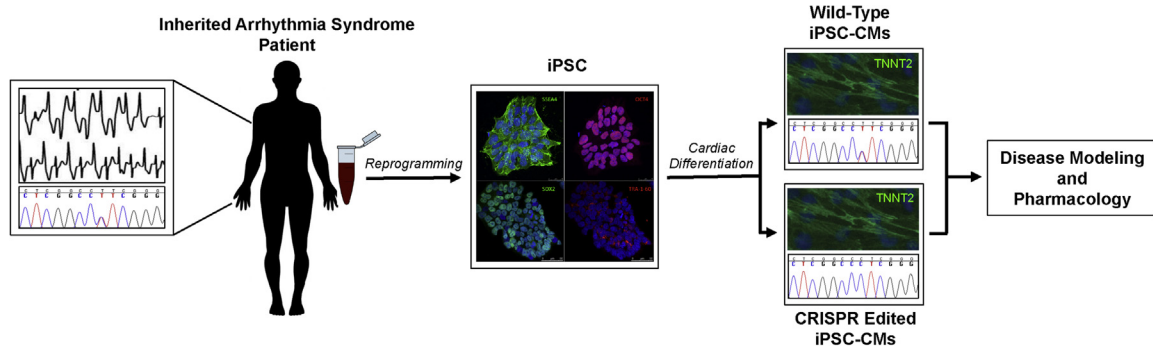 Inherited Arrhythmia Syndrome
Patient
C T C G G C C T T C G G G
Reprogramming
iPSC
SSEA4
OCT4
SOX2
TRA-1-60
Cardiac
Differentiation
Wild-Type
iPSC-CMs
TNNT2
C T C G G C C T T C G G G
TNNT2
C T C G G C C C T C G G G
CRISPR Edited
iPSC-CMs
Disease Modeling
and
Pharmacology